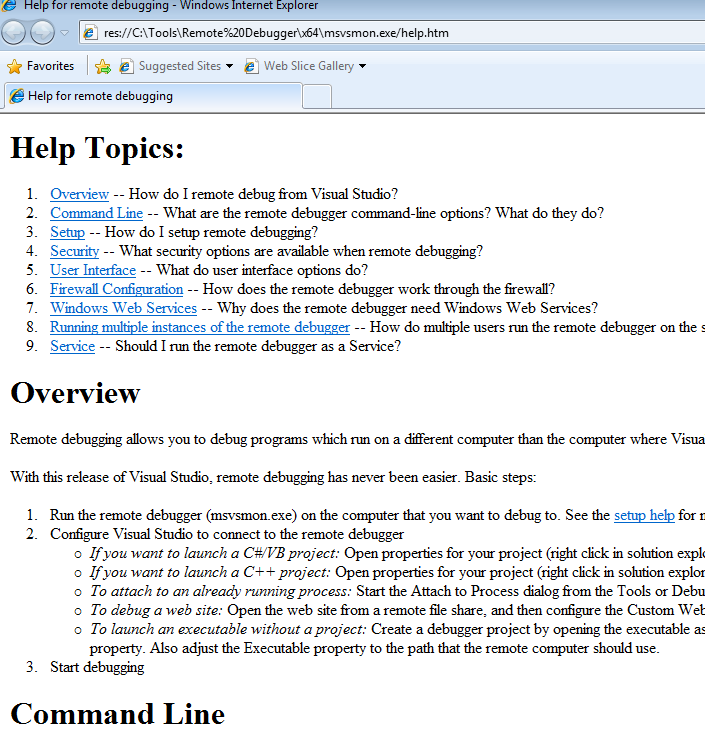 Help for remote debugging - Windows Internet Explorer
res://C:\Tools\Remote%20Debugger\x64\msvsmon.exe/help.htm
Favorites Suggested Sites Web Slice Gallery
Help for remote debugging
Help Topics:
1. Overview -- How do I remote debug from Visual Studio?
2. Command Line -- What are the remote debugger command-line options? What do they do?
3. Setup -- How do I setup remote debugging?
4. Security -- What security options are available when remote debugging?
5. User Interface -- What do user interface options do?
6. Firewall Configuration -- How does the remote debugger work through the firewall?
7. Windows Web Services -- Why does the remote debugger need Windows Web Services?
8. Running multiple instances of the remote debugger -- How do multiple users run the remote debugger on the s
9. Service -- Should I run the remote debugger as a Service?
Overview
Remote debugging allows you to debug programs which run on a different computer than the computer where Visua
With this release of Visual Studio, remote debugging has never been easier. Basic steps:
1. Run the remote debugger (msvsmon.exe) on the computer that you want to debug to. See the setup help for m
2. Configure Visual Studio to connect to the remote debugger
○ If you want to launch a C#/VB project: Open properties for your project (right click in solution explo
○ If you want to launch a C++ project: Open properties for your project (right click in solution explor
○ To attach to an already running process: Start the Attach to Process dialog from the Tools or Debu
○ To debug a web site: Open the web site from a remote file share, and then configure the Custom Web
○ To launch an executable without a project: Create a debugger project by opening the executable as
property. Also adjust the Executable property to the path that the remote computer should use.
3. Start debugging
Command Line